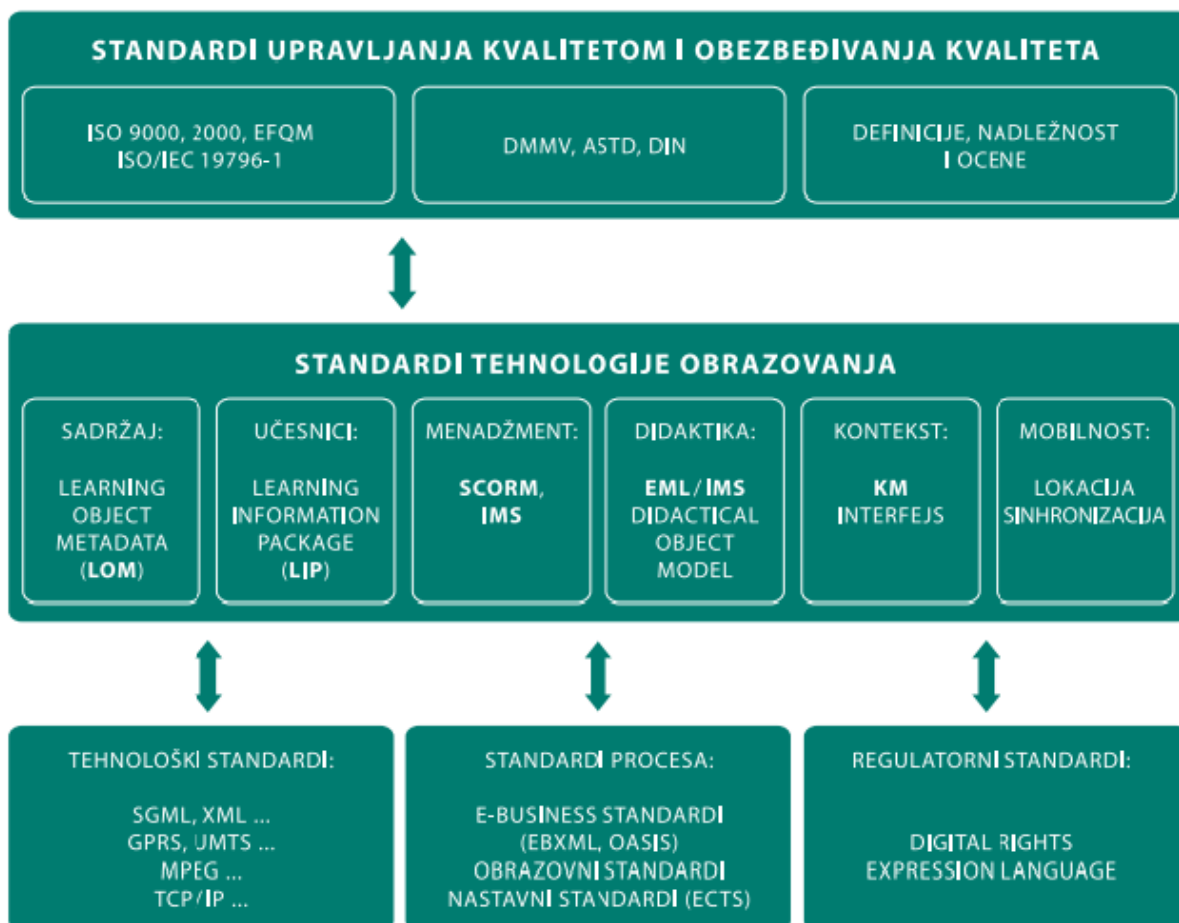 STANDARDI UPRAVLJANJA KVALITETOM I OBEZBEĐIVANJA KVALITETA
ISO 9000, 2000, EFQM
ISO/IEC 19796-1
DMMV, ASTD, DIN
DEFINICIJE, NADLEŽNOST
I OCENE
STANDARDI TEHNOLOGIJE OBRAZOVANJA
SADRŽAJ:
LEARNING
OBJECT
METADATA
(LOM)
UČESNICI:
LEARNING
INFORMATION
PACKAGE
(LIP)
MENADŽMENT:
SCORM,
IMS
DIDAKTIKA:
EML/IMS
DIDACTICAL
OBJECT
MODEL
KONTEKST:
KM
INTERFEJS
MOBILNOST:
LOKACIJA
SINHRONIZACIJA
TEHNOLOŠKI STANDARDI:
SGML, XML ...
GPRS, UMTS ...
MPEG ...
TCP/IP ...
STANDARDI PROCESA:
E-BUSINESS STANDARDI
(EBXML, OASIS)
OBRAZOVNI STANDARDI
NASTAVNI STANDARDI (ECTS)
REGULATORNI STANDARDI:
DIGITAL RIGHTS
EXPRESSION LANGUAGE